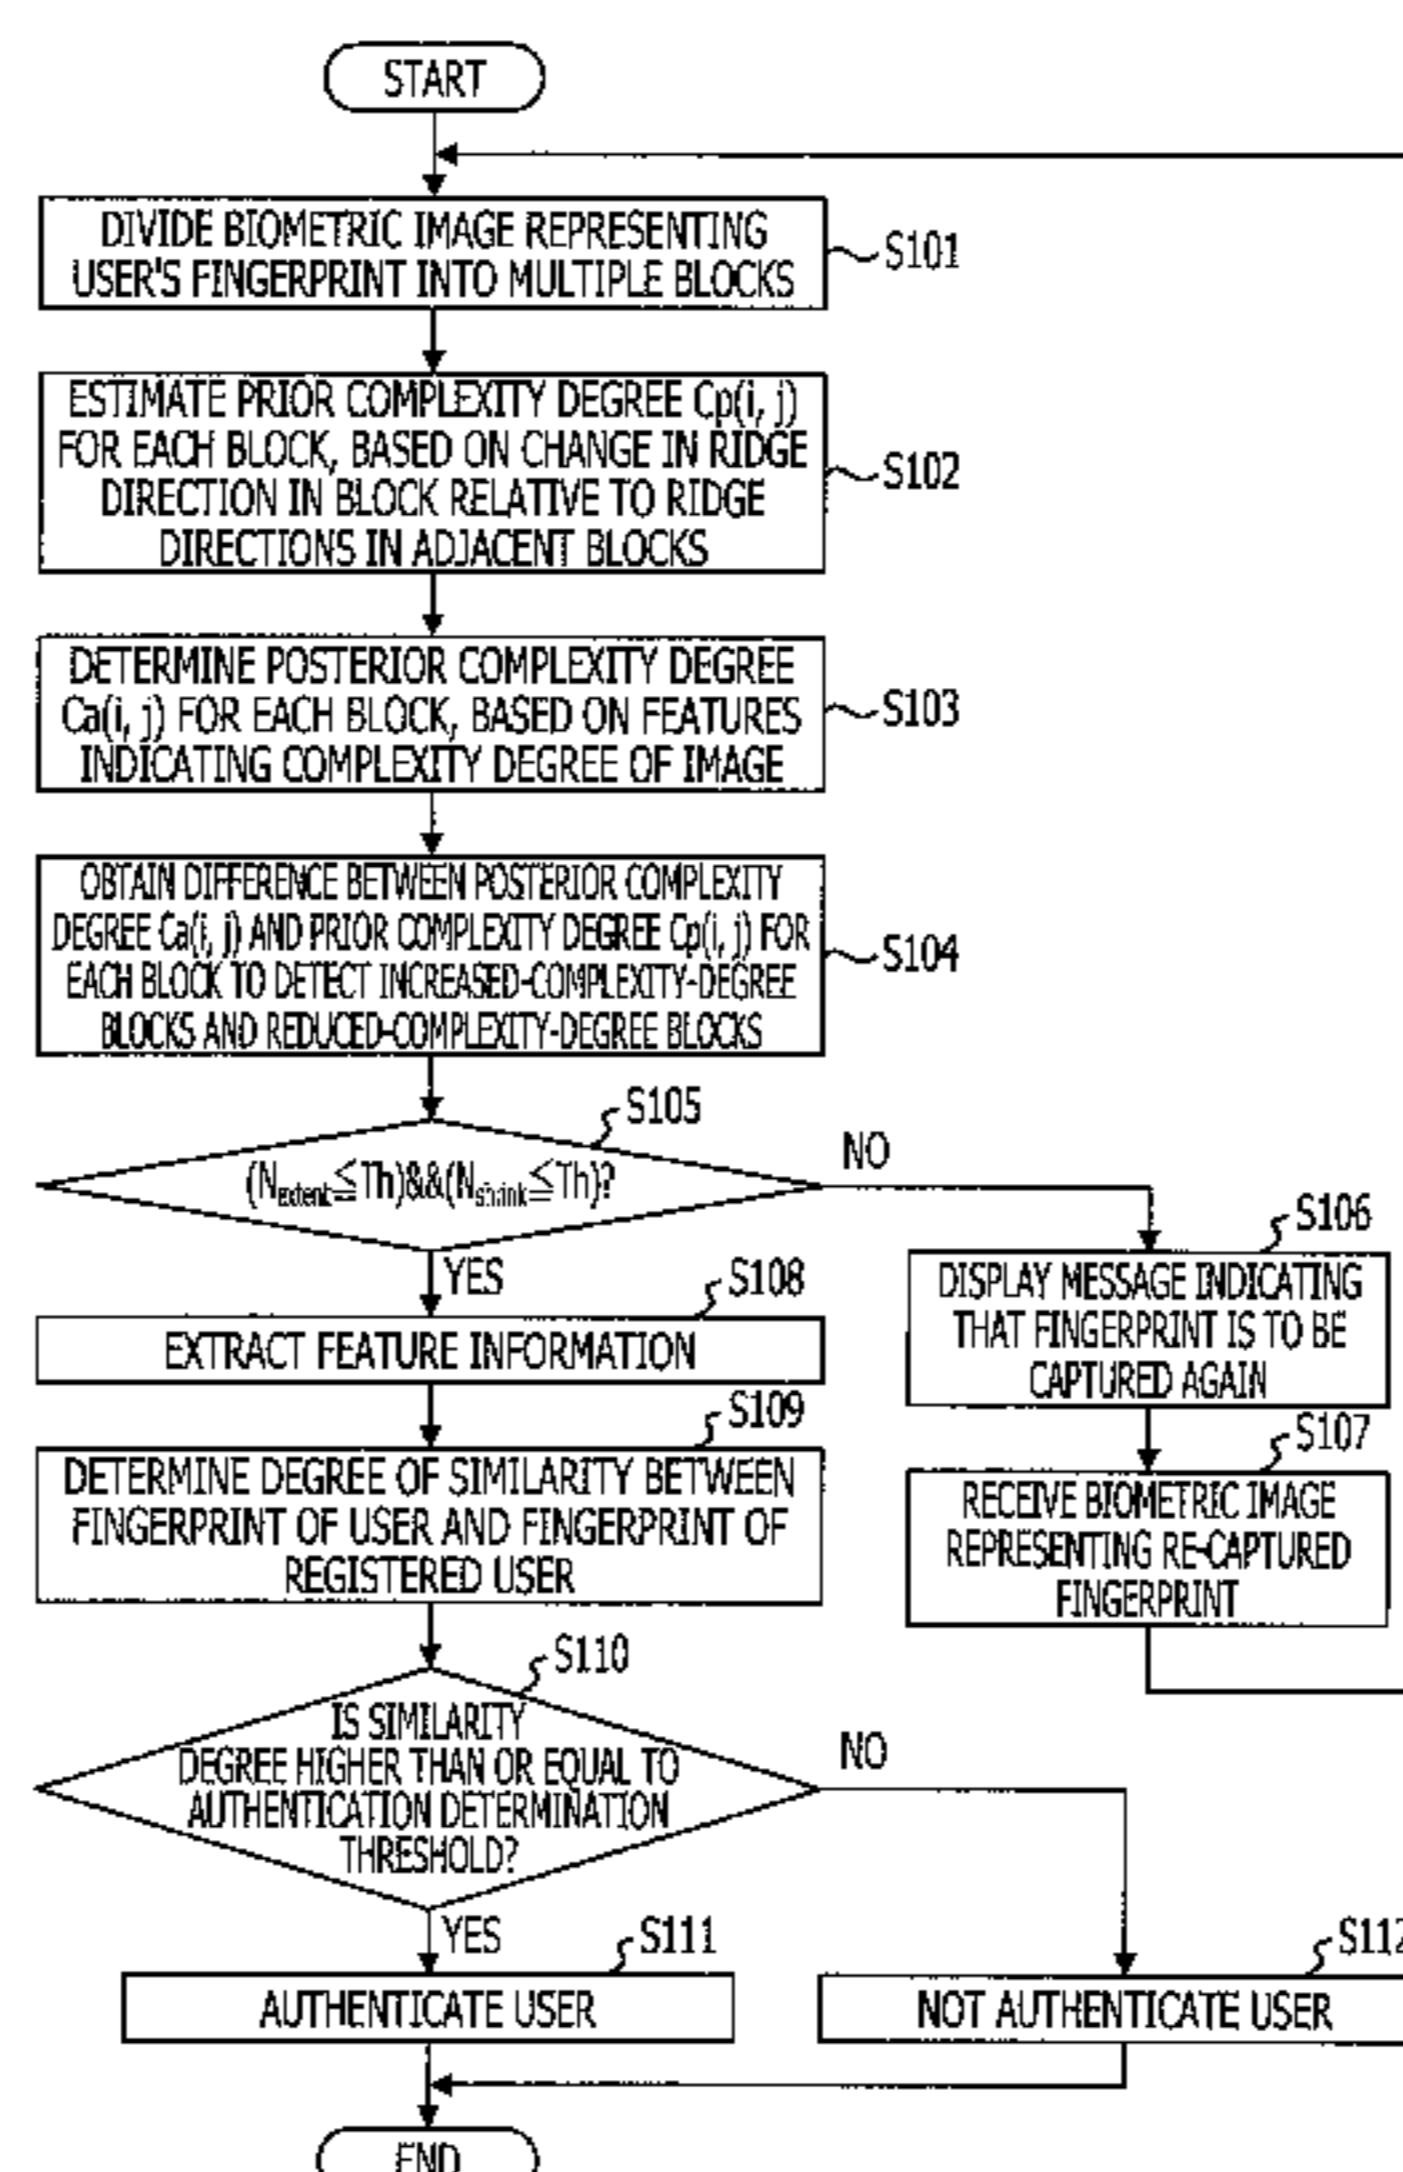 START
DIVIDE BIOMETRIC IMAGE REPRESENTING
USER'S FINGERPRINT INTO MULTIPLE BLOCKS
S101
ESTIMATE PRIOR COMPLEXITY DEGREE Cp(i, j)
FOR EACH BLOCK, BASED ON CHANGE IN RIDGE
DIRECTION IN BLOCK RELATIVE TO RIDGE
DIRECTIONS IN ADJACENT BLOCKS
S102
DETERMINE POSTERIOR COMPLEXITY DEGREE
Ca(i, j) FOR EACH BLOCK, BASED ON FEATURES
INDICATING COMPLEXITY DEGREE OF IMAGE
S103
OBTAIN DIFFERENCE BETWEEN POSTERIOR COMPLEXITY
DEGREE Ca(i, j) AND PRIOR COMPLEXITY DEGREE Cp(i, j) FOR
EACH BLOCK TO DETECT INCREASED-COMPLEXITY-DEGREE
BLOCKS AND REDUCED-COMPLEXITY-DEGREE BLOCKS
S104
S105
(Nextent≦Th)&&(Nshrink≦Th)?
NO
YES
S106
DISPLAY MESSAGE INDICATING
THAT FINGERPRINT IS TO BE
CAPTURED AGAIN
S107
RECEIVE BIOMETRIC IMAGE
REPRESENTING RE-CAPTURED
FINGERPRINT
S108
EXTRACT FEATURE INFORMATION
S109
DETERMINE DEGREE OF SIMILARITY BETWEEN
FINGERPRINT OF USER AND FINGERPRINT OF
REGISTERED USER
S110
IS SIMILARITY
DEGREE HIGHER THAN OR EQUAL TO
AUTHENTICATION DETERMINATION
THRESHOLD?
NO
YES
S111
AUTHENTICATE USER
S112
NOT AUTHENTICATE USER
END